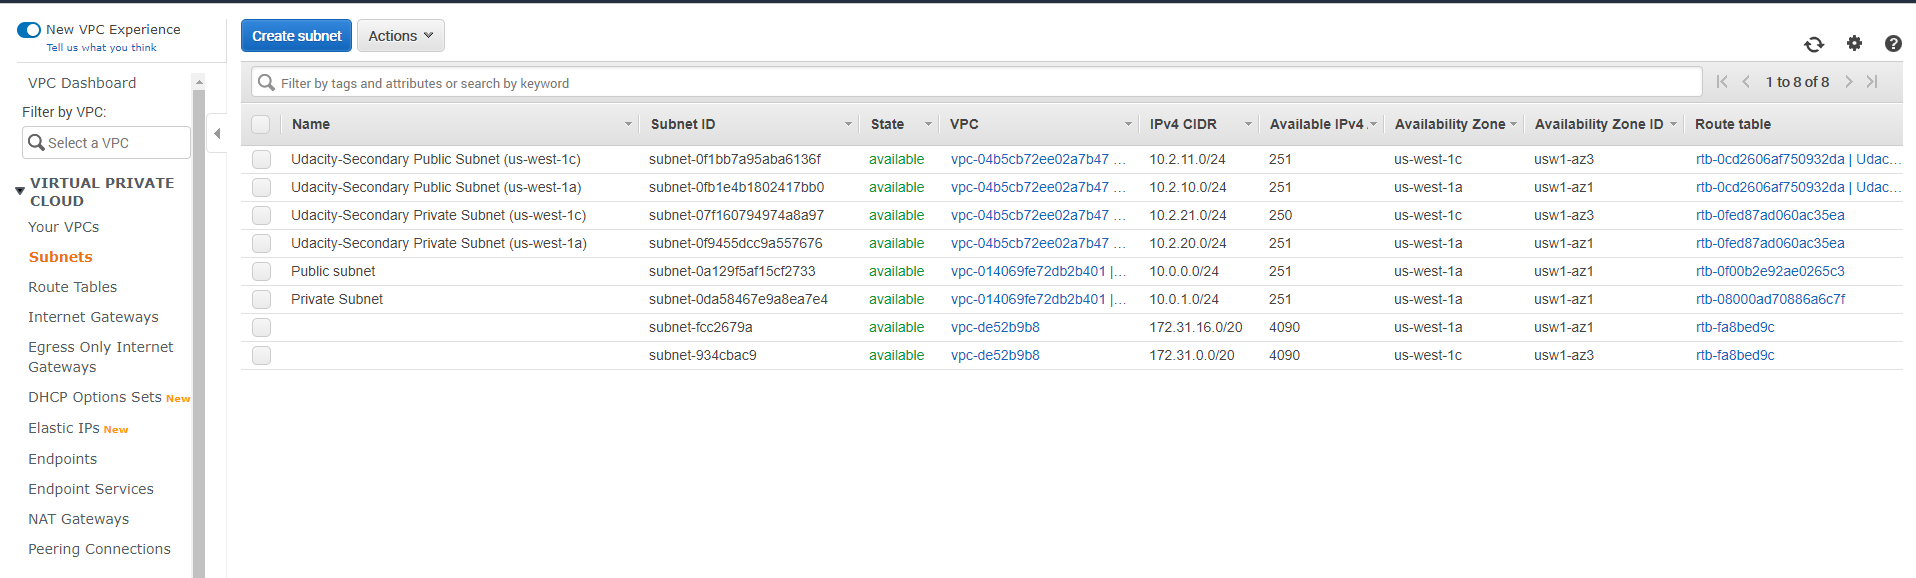 New VPC Experience
Tell us what you think
VPC Dashboard
Filter by VPC:
Select a VPC
VIRTUAL PRIVATE
CLOUD
Your VPCs
Subnets
Route Tables
Internet Gateways
Egress Only Internet
Gateways
DHCP Options Sets New
Elastic IPs New
Endpoints
Endpoint Services
NAT Gateways
Peering Connections
Create subnet Actions
Filter by tags and attributes or search by keyword 1 to 8 of 8
Name Subnet ID State VPC IPv4 CIDR Available IPv4 Availability Zone Availability Zone ID Route table
Udacity-Secondary Public Subnet (us-west-1c) subnet-0f1bb7a95aba6136f available vpc-04b5cb72ee02a7b47 ... 10.2.11.0/24 251 us-west-1c usw1-az3 rtb-0cd2606af750932da | Udac...
Udacity-Secondary Public Subnet (us-west-1a) subnet-0fb1e4b1802417bb0 available vpc-04b5cb72ee02a7b47 ... 10.2.10.0/24 251 us-west-1a usw1-az1 rtb-0cd2606af750932da | Udac...
Udacity-Secondary Private Subnet (us-west-1c) subnet-07f160794974a8a97 available vpc-04b5cb72ee02a7b47 ... 10.2.21.0/24 250 us-west-1c usw1-az3 rtb-0fed87ad060ac35ea
Udacity-Secondary Private Subnet (us-west-1a) subnet-0f9455dcc9a557676 available vpc-04b5cb72ee02a7b47 ... 10.2.20.0/24 251 us-west-1a usw1-az1 rtb-0fed87ad060ac35ea
Public subnet subnet-0a129f5af15cf2733 available vpc-014069fe72db2b401 |... 10.0.0.0/24 251 us-west-1a usw1-az1 rtb-0f00b2e92ae0265c3
Private Subnet subnet-0da58467e9a8ea7e4 available vpc-014069fe72db2b401 |... 10.0.1.0/24 251 us-west-1a usw1-az1 rtb-08000ad70886a6c7f
subnet-fcc2679a available vpc-de52b9b8 172.31.16.0/20 4090 us-west-1a usw1-az1 rtb-fa8bed9c
subnet-934cbac9 available vpc-de52b9b8 172.31.0.0/20 4090 us-west-1c usw1-az3 rtb-fa8bed9c